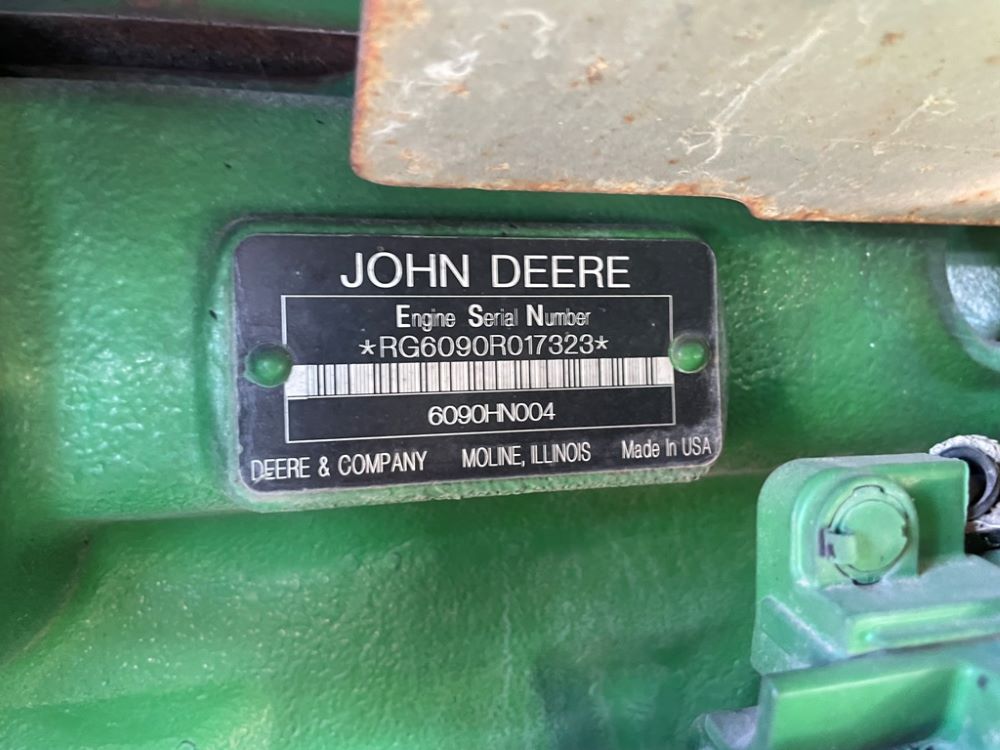 JOHN DEERE
Engine Serial Number
*RG6090R017323*
6090HN004
DEERE & COMPANY MOLINE, ILLINOIS Made In USA